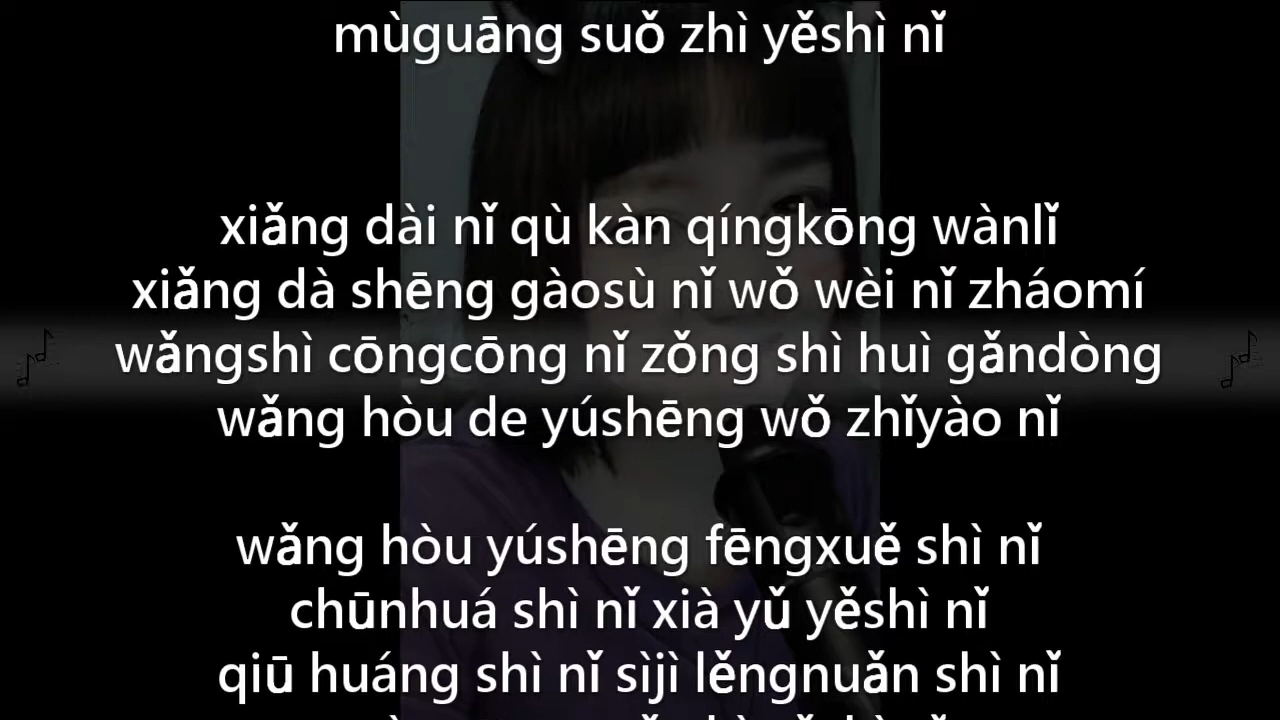 mùguāng suǒ zhì yěshì nǐ
xiǎng dài nǐ qù kàn qíngkōng wànlǐ
xiǎng dà shēng gàosù nǐ wǒ wèi nǐ zháomí
wǎngshì cōngcōng nǐ zǒng shì huì gǎndòng
wǎng hòu de yúshēng wǒ zhǐyào nǐ
wǎng hòu yúshēng fēngxuě shì nǐ
chūnhuá shì nǐ xià yǔ yěshì nǐ
qiū huáng shì nǐ sìjì lěngnuǎn shì nǐ